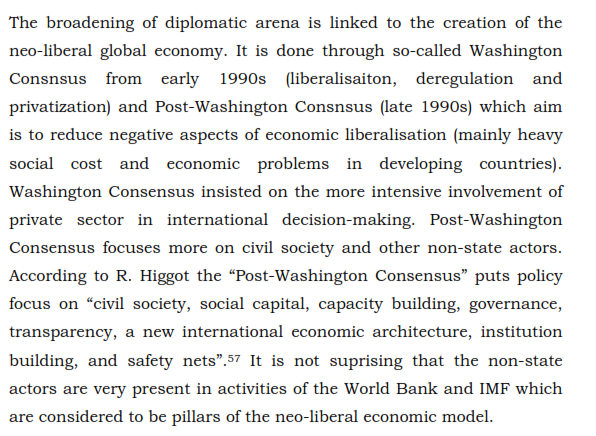 The broadening of diplomatic arena is linked to the creation of the
neo-liberal global economy. It is done through so-called Washington
Consnsus from early 1990s (liberalisaiton, deregulation and
privatization) and Post-Washington Consnsus (late 1990s) which aim
is to reduce negative aspects of economic liberalisation (mainly heavy
social cost and economic problems in developing countries).
Washington Consensus insisted on the more intensive involvement of
private sector in international decision-making. Post-Washington
Consensus focuses more on civil society and other non-state actors.
According to R. Higgot the “Post-Washington Consensus” puts policy
focus on “civil society, social capital, capacity building, governance,
transparency, a new international economic architecture, institution
building, and safety nets”.57 It is not suprising that the non-state
actors are very present in activities of the World Bank and IMF which
are considered to be pillars of the neo-liberal economic model.